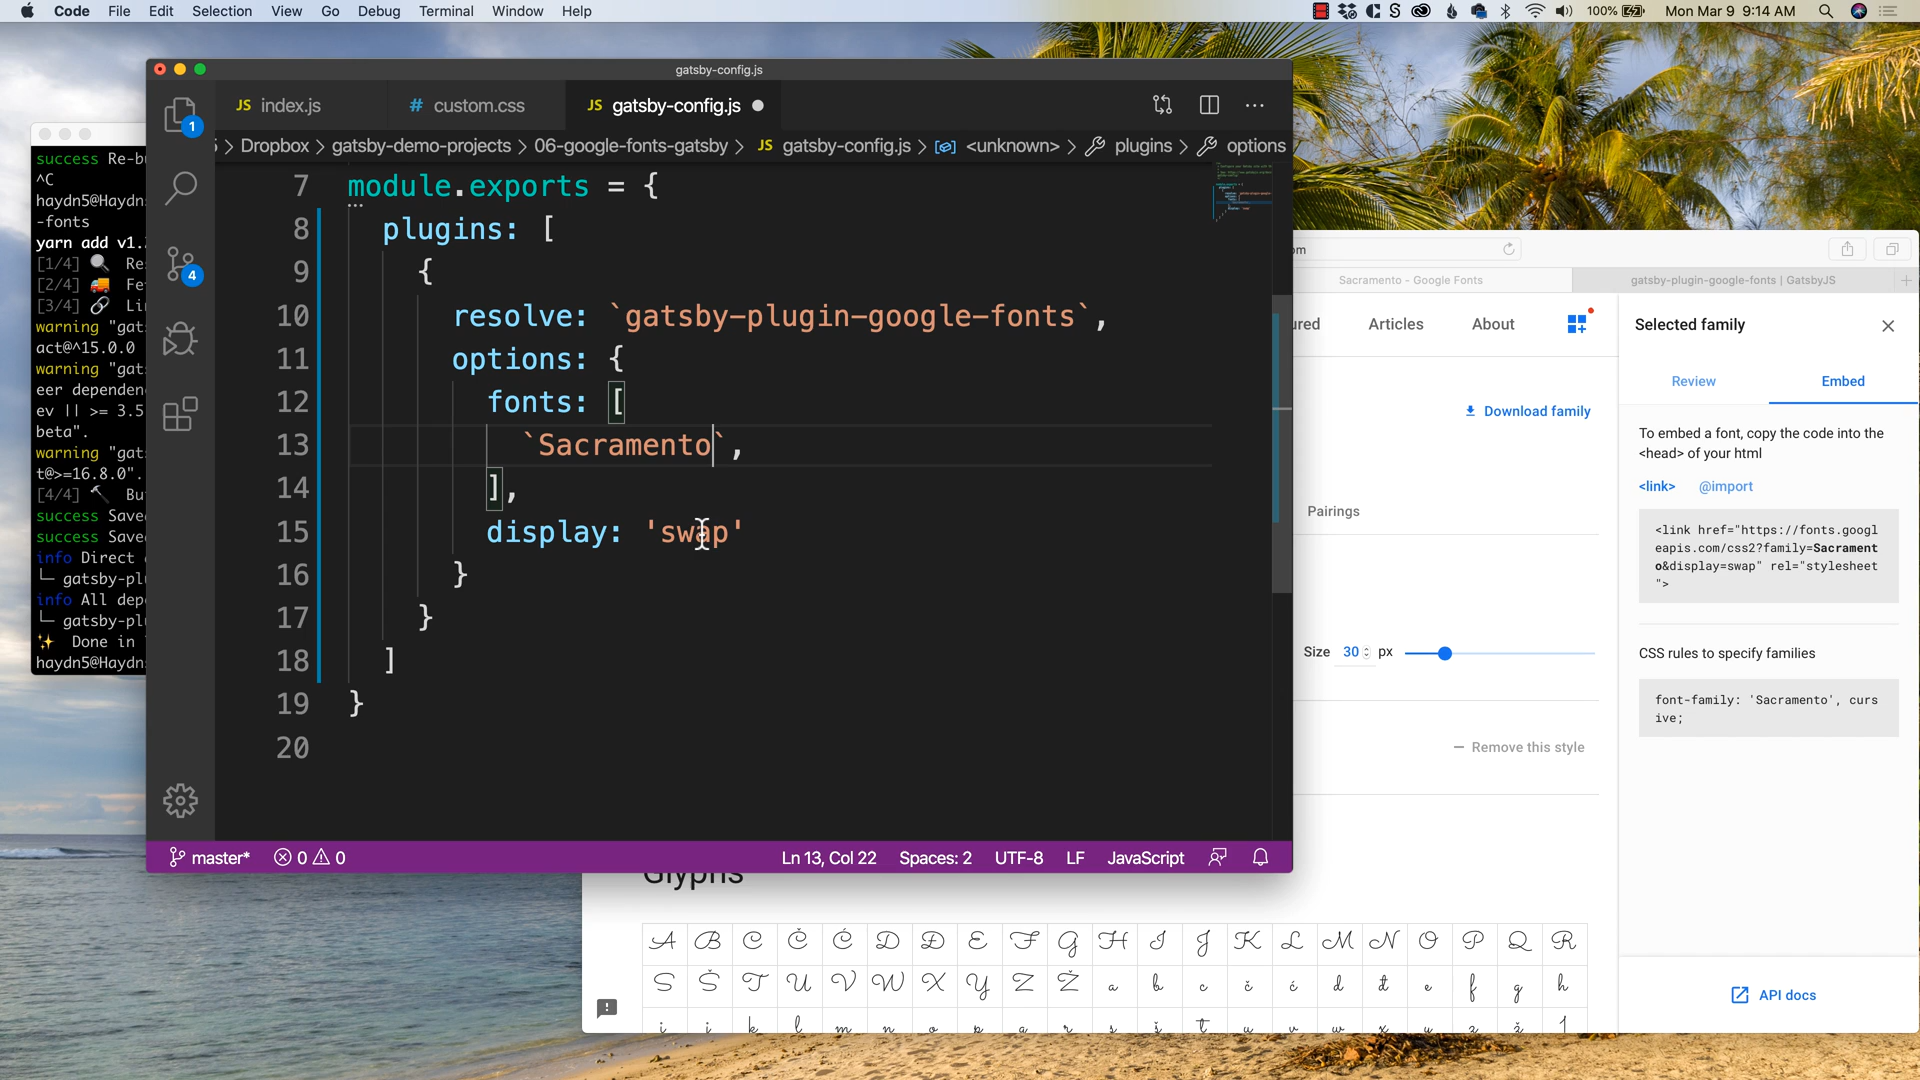 Code File Edit Selection View Go Debug Terminal Window Help
100% Mon Mar 9 9:14 AM
gatsby-config.js
JS index.js # custom.css JS gatsby-config.js
Dropbox > gatsby-demo-projects > 06-google-fonts-gatsby > JS gatsby-config.js > <unknown> > plugins > options
7 module.exports = {
8 plugins: [
9 {
10 resolve: `gatsby-plugin-google-fonts`,
11 options: {
12 fonts: [
13 `Sacramento`,
14 ],
15 display: 'swap'
16 }
17 }
18 ]
19 }
20
1
4
master* 0 0 Ln 13, Col 22 Spaces: 2 UTF-8 LF JavaScript
success Re-bu
^C
haydn5@Haydn
-fonts
yarn add v1.
[1/4] Re
[2/4] Fe
[3/4] Li
warning "gat
act@^15.0.0
warning "gat
eer dependen
ev || >= 3.5
beta".
warning "gat
t@>=16.8.0".
[4/4] Bu
success Save
success Save
info Direct
└─ gatsby-pl
info All dep
└─ gatsby-pl
Done in
haydn5@Haydn
om
Sacramento - Google Fonts gatsby-plugin-google-fonts | GatsbyJS
ured Articles About
Download family
Pairings
Size 30 px
Remove this style
Selected family
Review Embed
To embed a font, copy the code into the
<head> of your html
<link> @import
<link href="https://fonts.googl
eapis.com/css2?family=Sacrament
o&display=swap" rel="stylesheet
">
CSS rules to specify families
font-family: 'Sacramento', curs
ive;
API docs
Glyphs
A B C Č Ć D Đ E F G H I J K L M N O P Q R
S Š T U V W X Y Z Ž a b c č ć d đ e f g h
i j k l m n o p q r s š t u v w x y z ž 1